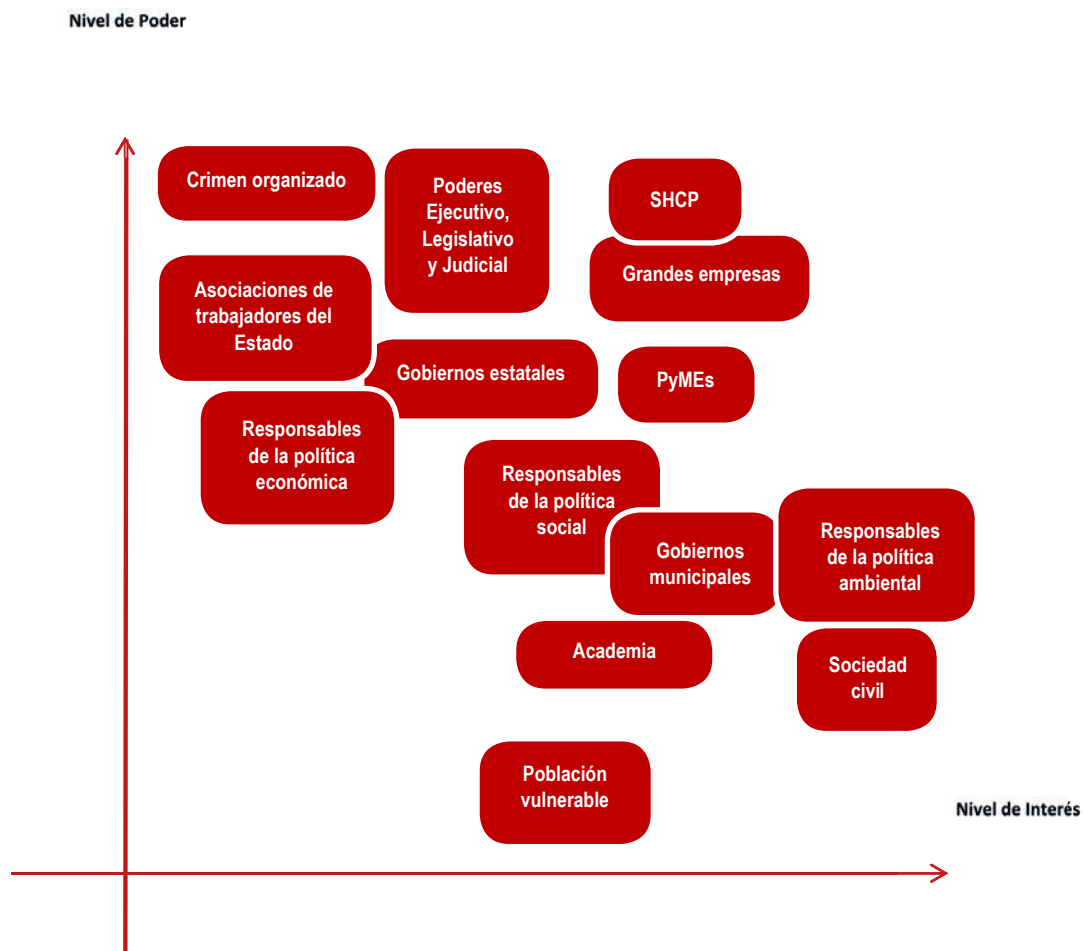 Nivel de Poder
Crimen organizado
Poderes
Ejecutivo,
Legislativo
y Judicial
SHCP
Grandes empresas
Asociaciones de
trabajadores del
Estado
Gobiernos estatales
PyMEs
Responsables
de la política
económica
Responsables
de la política
social
Gobiernos
municipales
Responsables
de la política
ambiental
Academia
Sociedad
civil
Población
vulnerable
Nivel de Interés